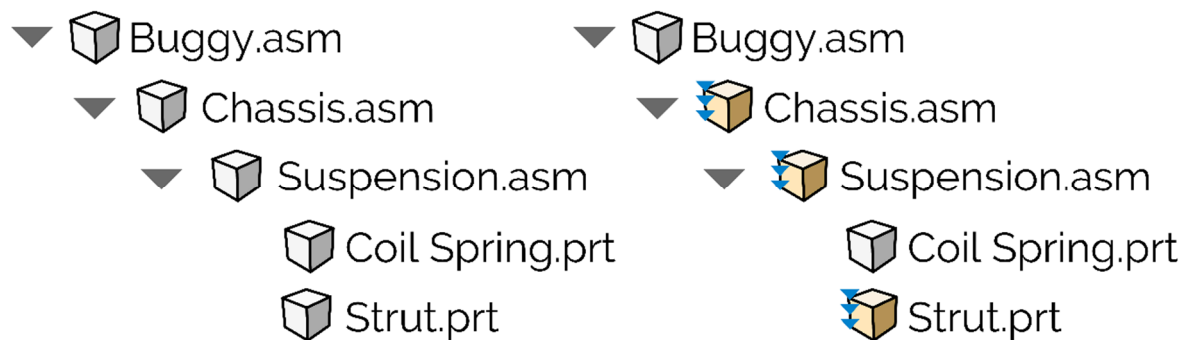 Buggy.asm
Chassis.asm
Suspension.asm
Coil Spring.prt
Strut.prt
Buggy.asm
Chassis.asm
Suspension.asm
Coil Spring.prt
Strut.prt